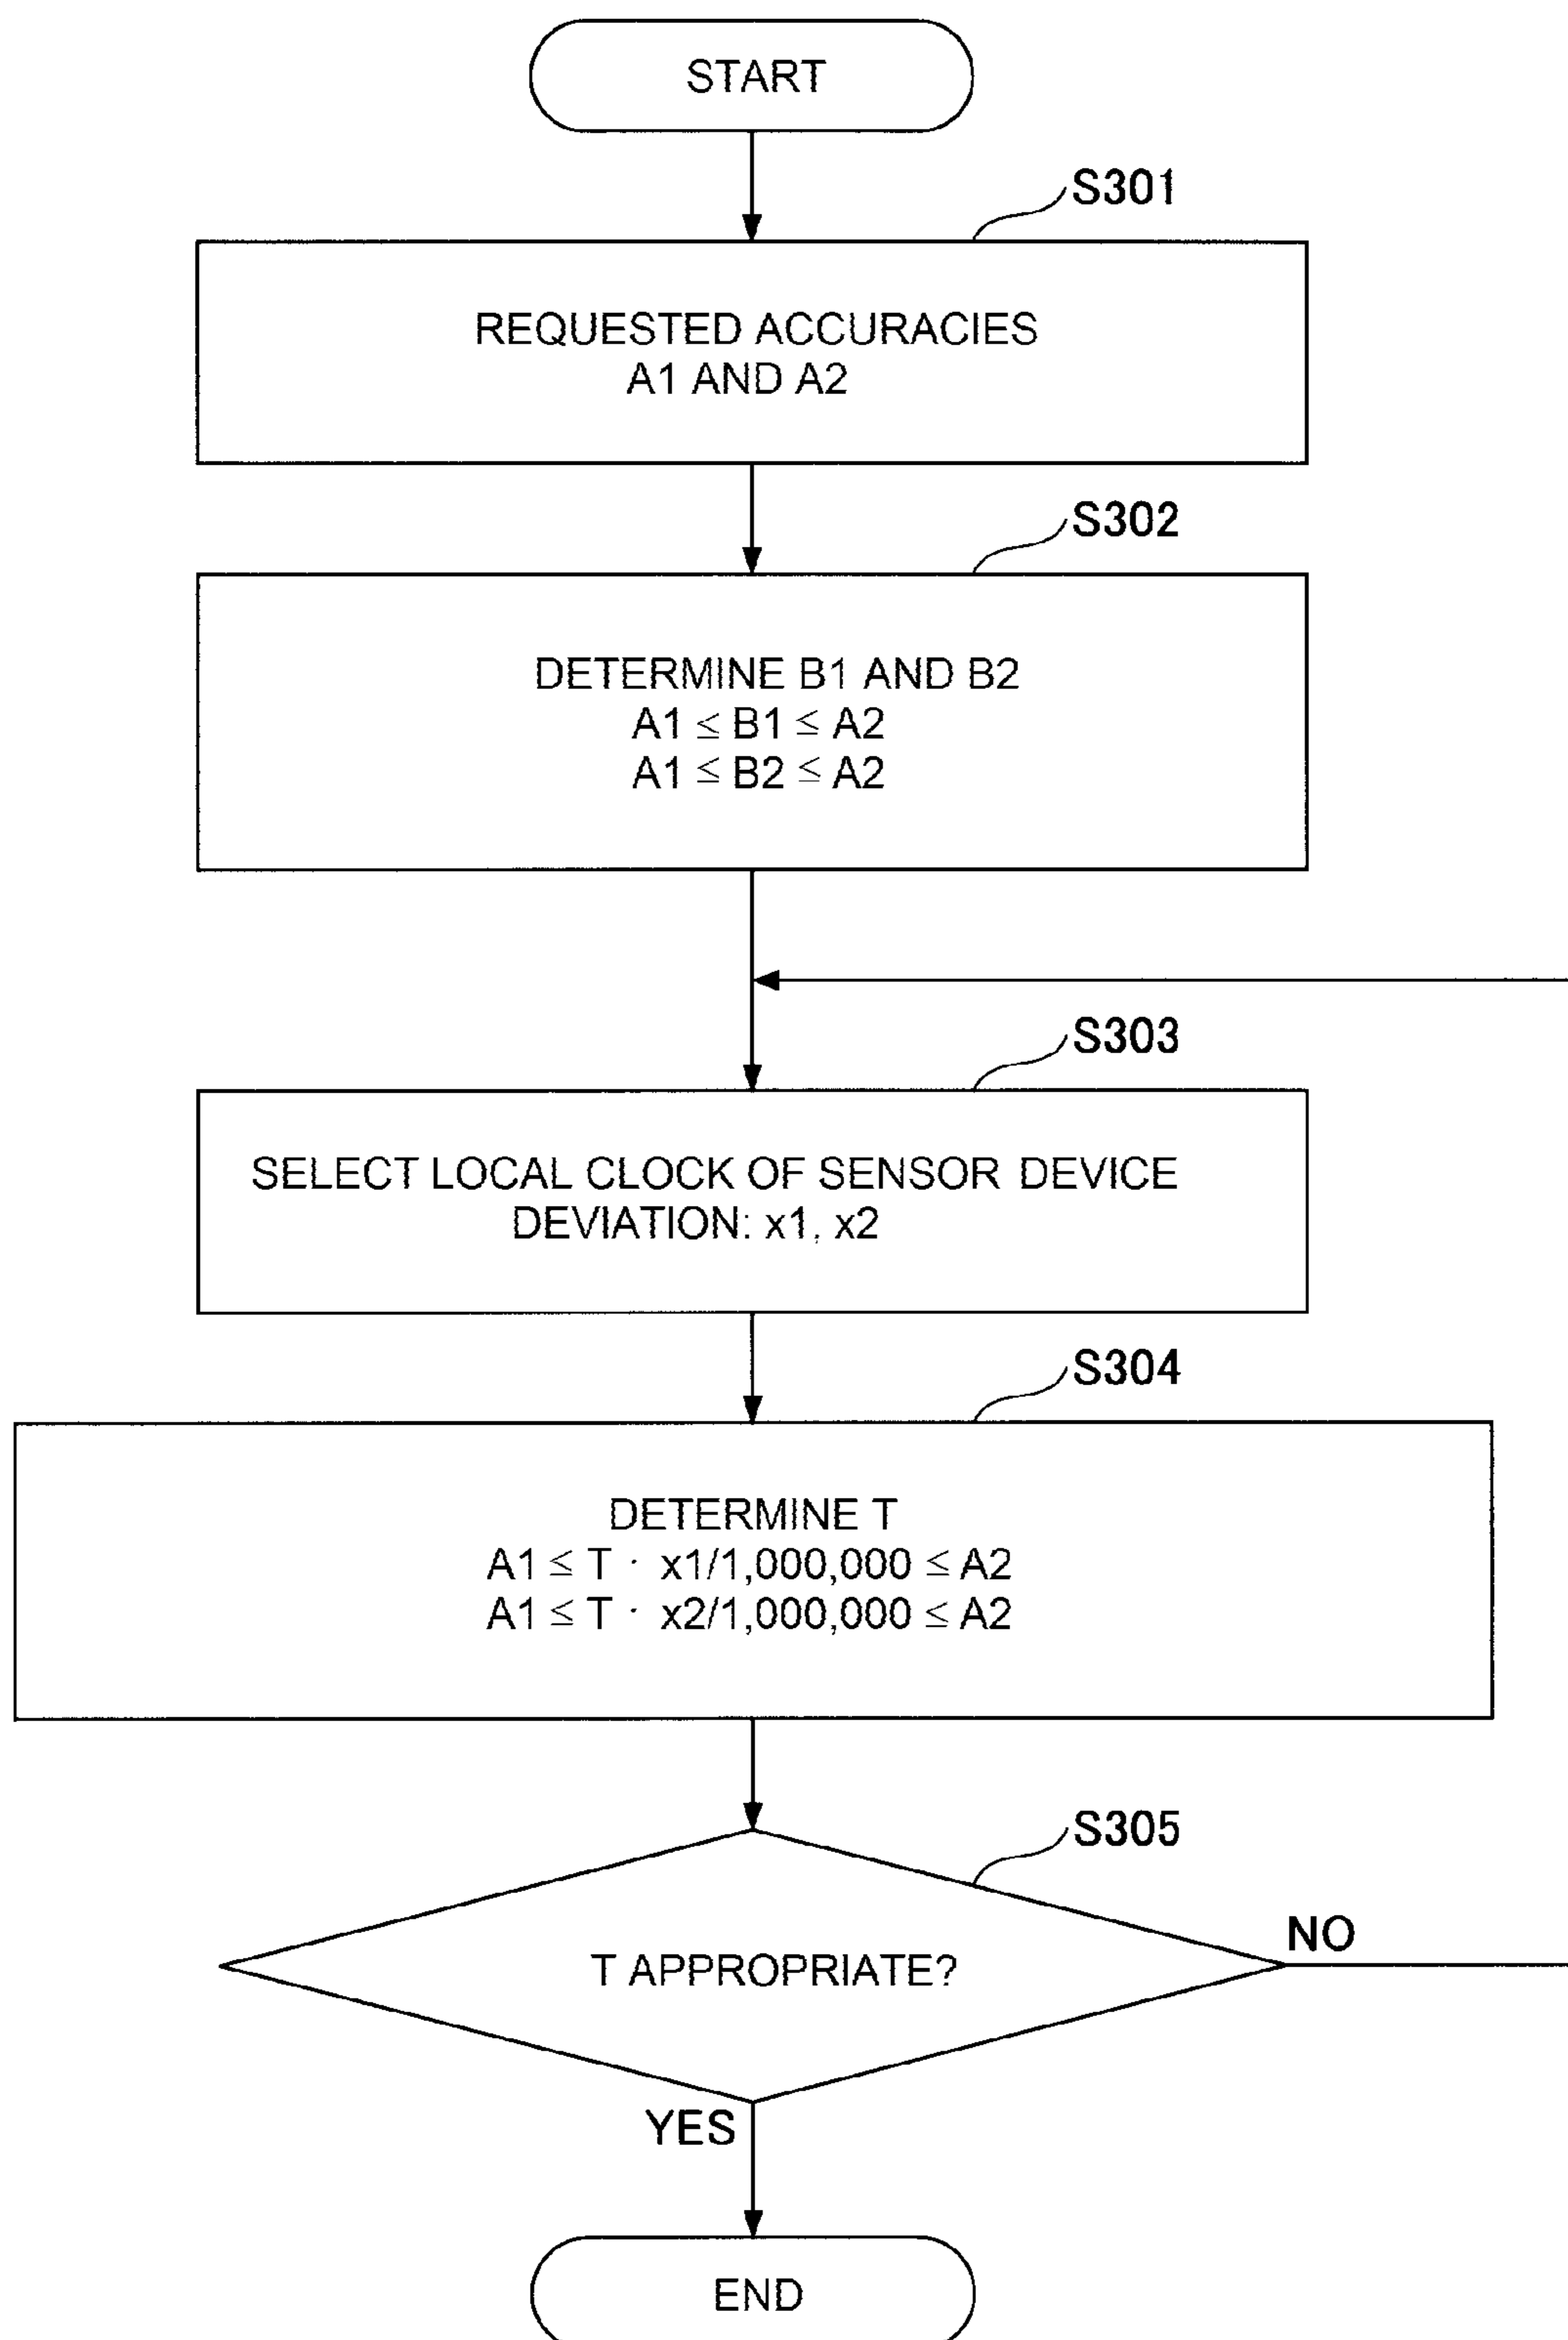 START
S301
REQUESTED ACCURACIES
A1 AND A2
S302
DETERMINE B1 AND B2
A1 ≤ B1 ≤ A2
A1 ≤ B2 ≤ A2
S303
SELECT LOCAL CLOCK OF SENSOR DEVICE
DEVIATION: x1, x2
S304
DETERMINE T
A1 ≤ T · x1/1,000,000 ≤ A2
A1 ≤ T · x2/1,000,000 ≤ A2
S305
T APPROPRIATE?
NO
YES
END